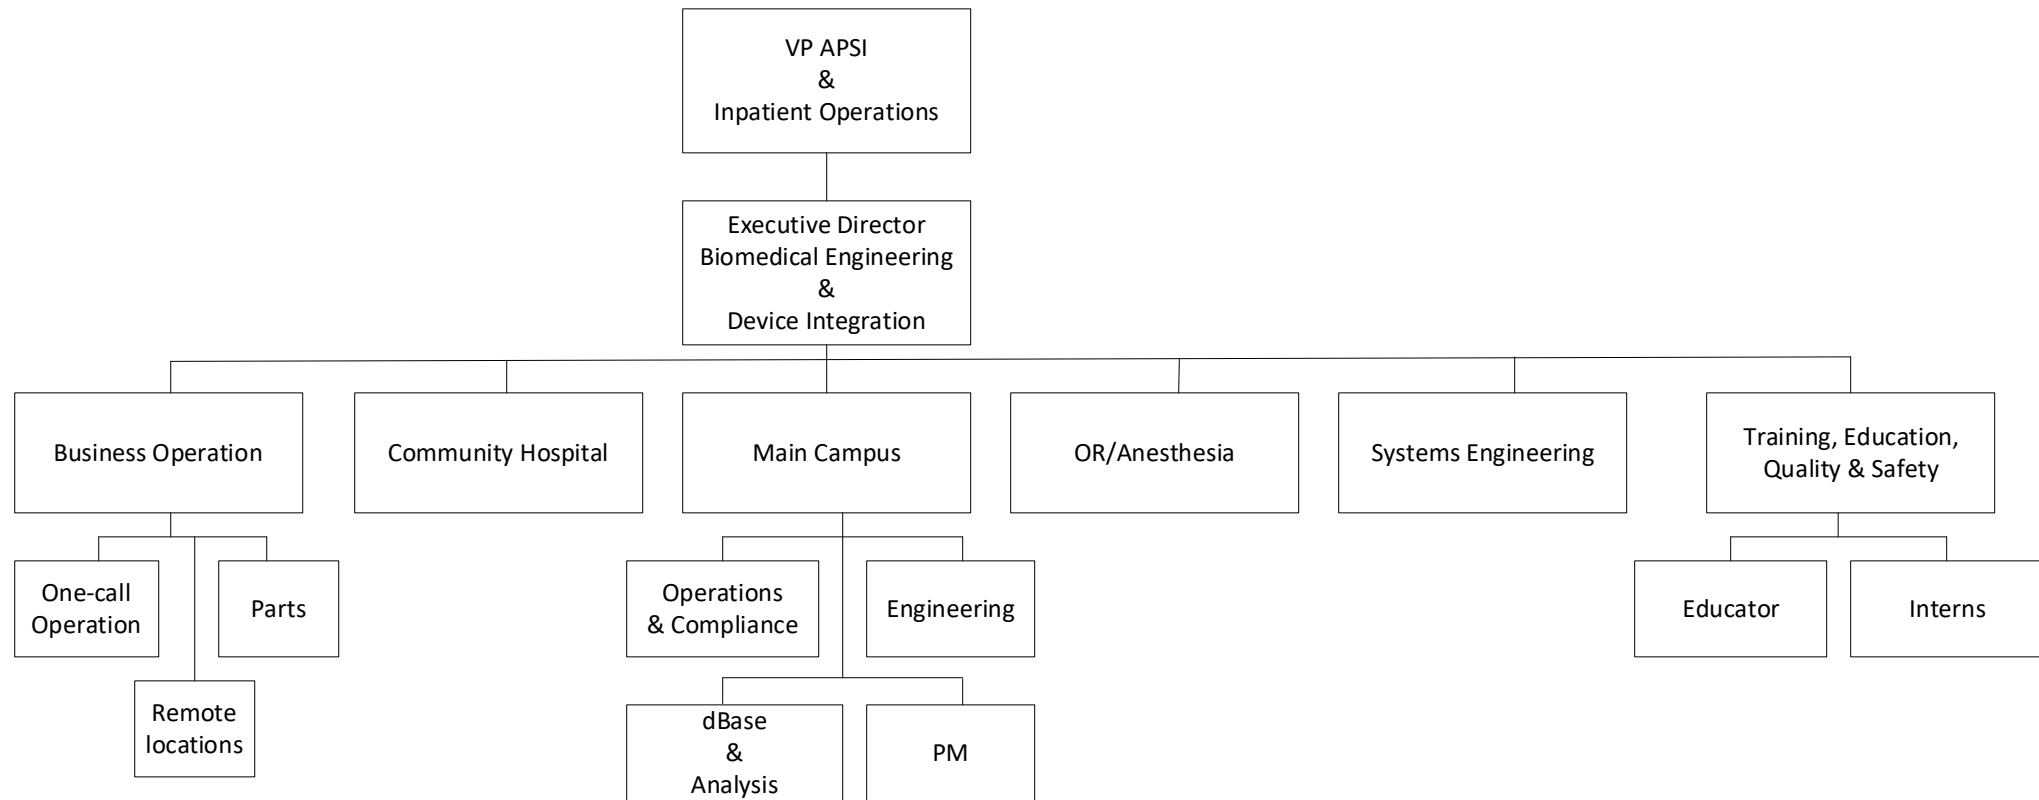 VP APSI
&
Inpatient Operations
Executive Director
Biomedical Engineering
&
Device Integration
Business Operation
Community Hospital
Main Campus
OR/Anesthesia
Systems Engineering
Training, Education,
Quality & Safety
One-call
Operation
Parts
Remote
locations
Operations
& Compliance
Engineering
dBase
&
Analysis
PM
Educator
Interns